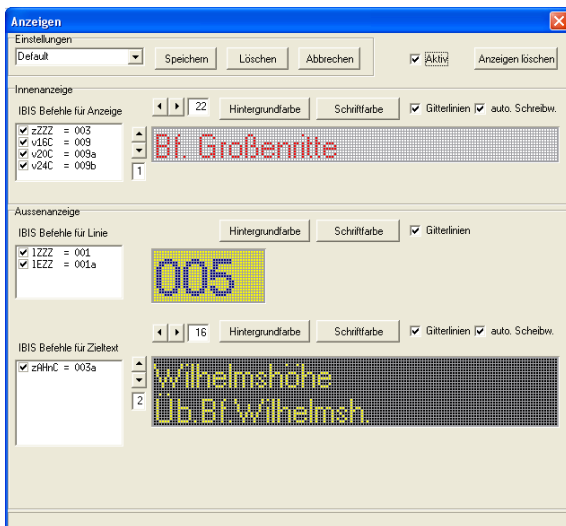 Anzeigen
Einstellungen
Default
Speichern
Löschen
Abbrechen
Aktiv
Anzeigen löschen
Innenanzeige
IBIS Befehle für Anzeige
22
Hintergrundfarbe
Schriftfarbe
Gitterlinien
auto. Schreibw.
zZZZ = 003
v16C = 009
v20C = 009a
v24C = 009b
1
Bf. Großenritte
Aussenanzeige
IBIS Befehle für Linie
Hintergrundfarbe
Schriftfarbe
Gitterlinien
lZZZ = 001
lEZZ = 001a
005
IBIS Befehle für Zieltext
16
Hintergrundfarbe
Schriftfarbe
Gitterlinien
auto. Scheibw.
zAHnC = 003a
2
Wilhelmshöhe
Üb.Bf.Wilhelmsh.